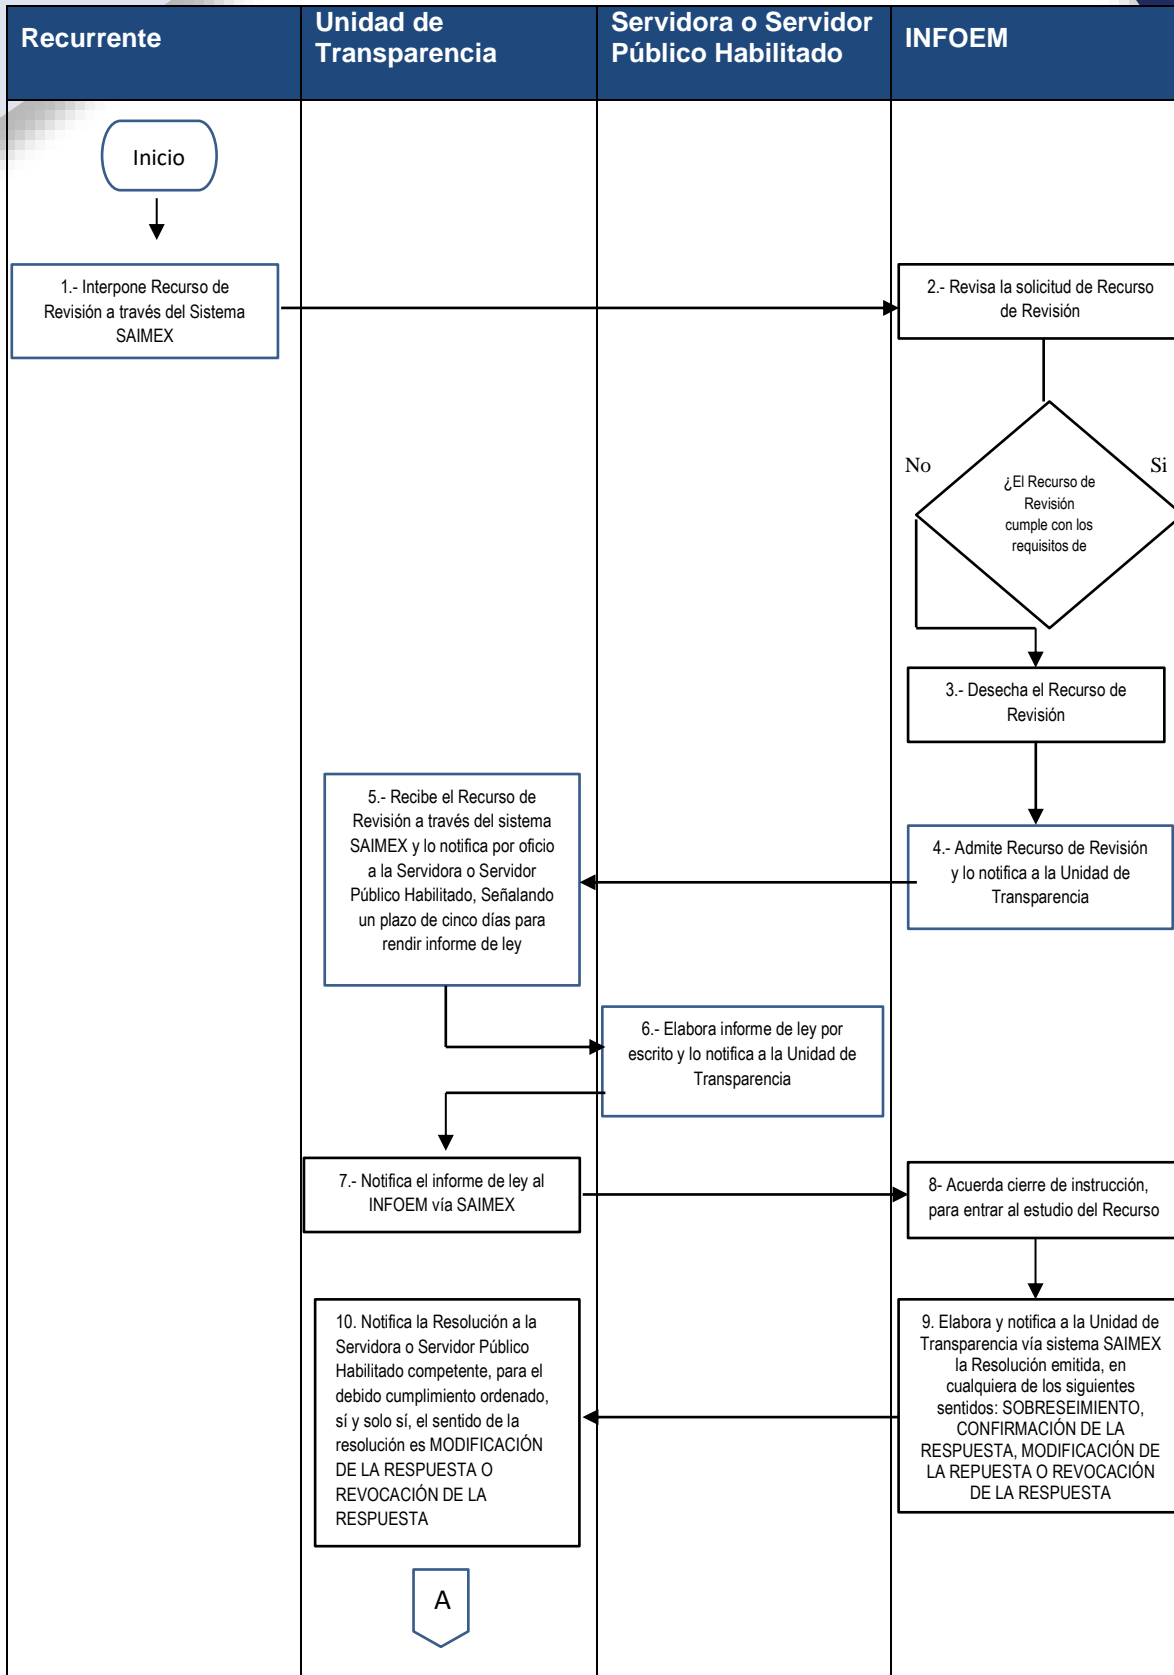 Recurrente
Unidad de
Transparencia
Servidora o Servidor
Público Habilitado
INFOEM
Inicio
1.- Interpone Recurso de
Revisión a través del Sistema
SAIMEX
2.- Revisa la solicitud de Recurso
de Revisión
No
Si
¿El Recurso de
Revisión
cumple con los
requisitos de
3.- Desecha el Recurso de
Revisión
4.- Admite Recurso de Revisión
y lo notifica a la Unidad de
Transparencia
5.- Recibe el Recurso de
Revisión a través del sistema
SAIMEX y lo notifica por oficio
a la Servidora o Servidor
Público Habilitado, Señalando
un plazo de cinco días para
rendir informe de ley
6.- Elabora informe de ley por
escrito y lo notifica a la Unidad de
Transparencia
7.- Notifica el informe de ley al
INFOEM vía SAIMEX
8- Acuerda cierre de instrucción,
para entrar al estudio del Recurso
9. Elabora y notifica a la Unidad de
Transparencia vía sistema SAIMEX
la Resolución emitida, en
cualquiera de los siguientes
sentidos: SOBRESEIMIENTO,
CONFIRMACIÓN DE LA
RESPUESTA, MODIFICACIÓN DE
LA REPUESTA O REVOCACIÓN
DE LA RESPUESTA
10. Notifica la Resolución a la
Servidora o Servidor Público
Habilitado competente, para el
debido cumplimiento ordenado,
sí y solo sí, el sentido de la
resolución es MODIFICACIÓN
DE LA RESPUESTA O
REVOCACIÓN DE LA
RESPUESTA
A